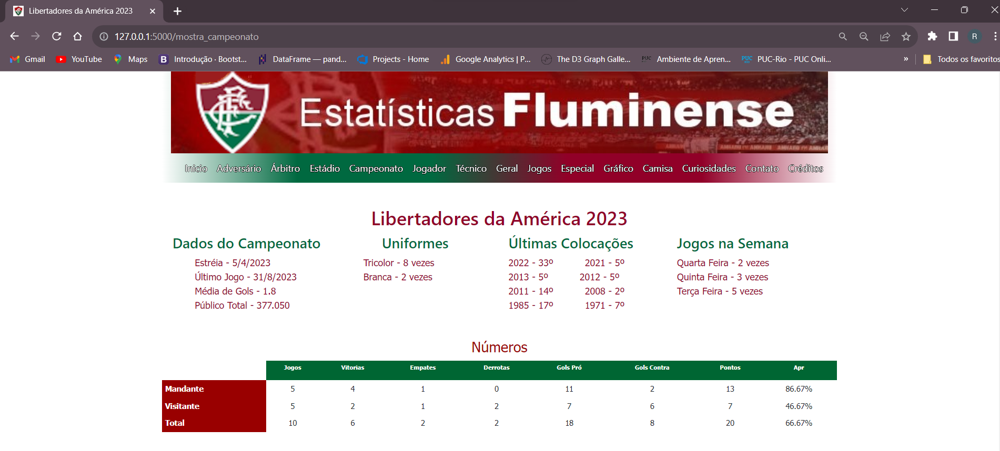 Libertadores da América 2023
127.0.0.1:5000/mostra_campeonato
R
Gmail YouTube Maps Introdução · Bootst... DataFrame — pand... Projects - Home Google Analytics | P... The D3 Graph Galle... PUC Ambiente de Apren... PUC RIO PUC-Rio - PUC Onli... » Todos os favoritos
Estatísticas Fluminense
Inicio Adversário Árbitro Estádio Campeonato Jogador Técnico Geral Jogos Especial Gráfico Camisa Curiosidades Contato Créditos
Libertadores da América 2023
Dados do Campeonato
Estréia - 5/4/2023
Último Jogo - 31/8/2023
Média de Gols - 1.8
Público Total - 377.050
Uniformes
Tricolor - 8 vezes
Branca - 2 vezes
Últimas Colocações
2022 - 33º 2021 - 5º
2013 - 5º 2012 - 5º
2011 - 14º 2008 - 2º
1985 - 17º 1971 - 7º
Jogos na Semana
Quarta Feira - 2 vezes
Quinta Feira - 3 vezes
Terça Feira - 5 vezes
Números
Jogos Vitorias Empates Derrotas Gols Pró Gols Contra Pontos Apr
Mandante 5 4 1 0 11 2 13 86.67%
Visitante 5 2 1 2 7 6 7 46.67%
Total 10 6 2 2 18 8 20 66.67%